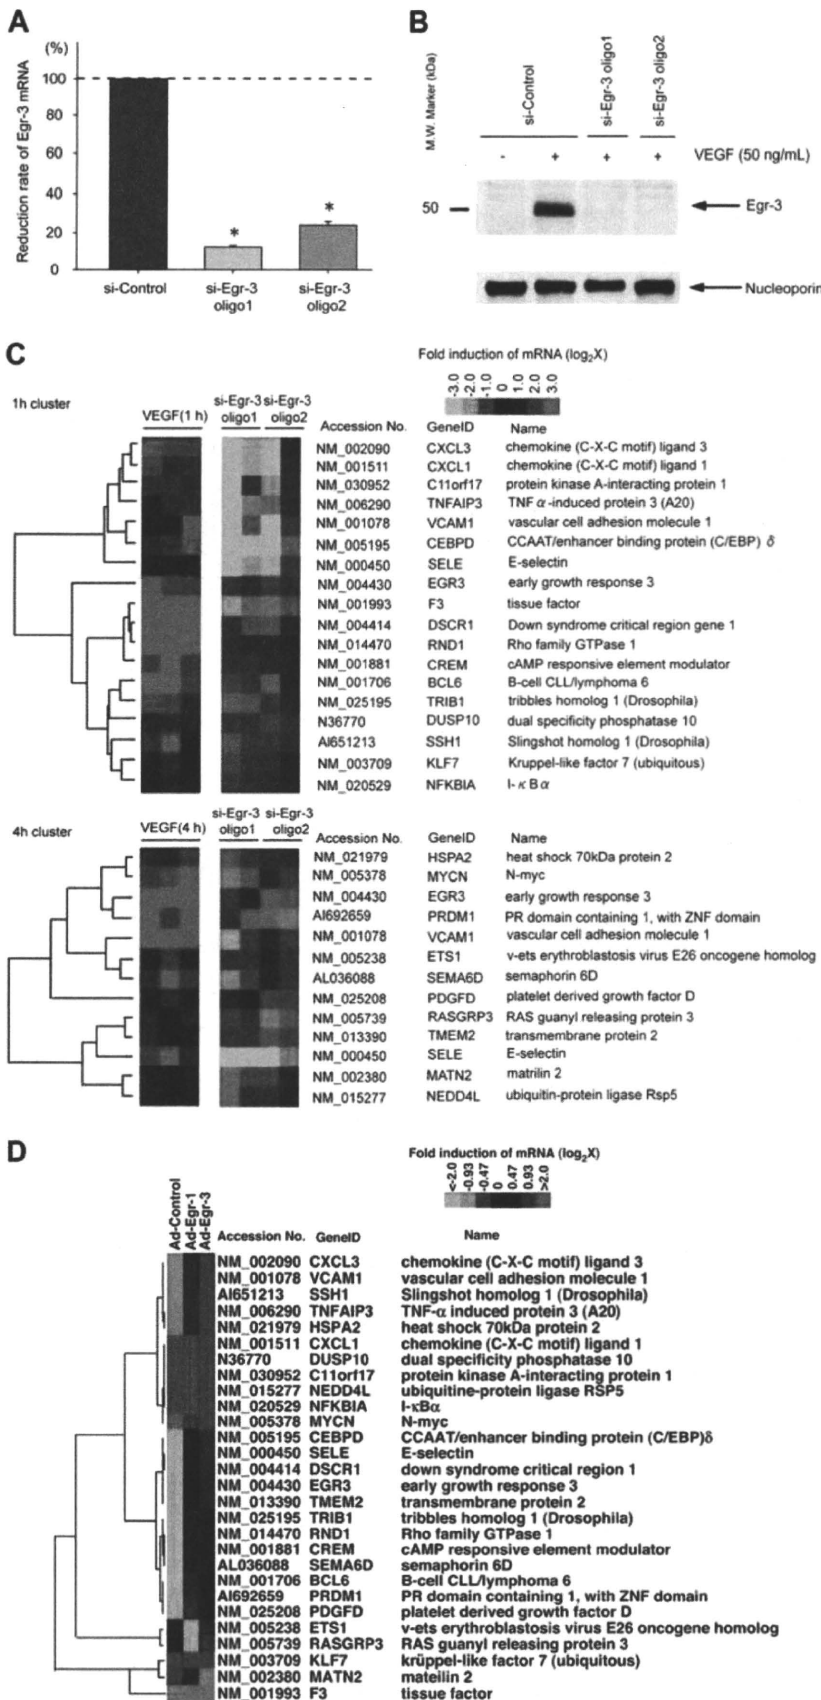 A
(%)
100
80
60
40
20
0
Reduction rate of Egr-3 mRNA
*
*
si-Control
si-Egr-3 oligo1
si-Egr-3 oligo2
B
M.W. Marker (kDa)
si-Control
si-Egr-3 oligo1
si-Egr-3 oligo2
- + + + VEGF (50 ng/mL)
50
Egr-3
Nucleoporin
C
Fold induction of mRNA (log2X)
-3.0 -2.0 -1.0 0 1.0 2.0 3.0
1h cluster
VEGF(1 h) si-Egr-3 oligo1 si-Egr-3 oligo2 Accession No. GeneID Name
NM_002090 CXCL3 chemokine (C-X-C motif) ligand 3
NM_001511 CXCL1 chemokine (C-X-C motif) ligand 1
NM_030952 C11orf17 protein kinase A-interacting protein 1
NM_006290 TNFAIP3 TNFα-induced protein 3 (A20)
NM_001078 VCAM1 vascular cell adhesion molecule 1
NM_005195 CEBPD CCAAT/enhancer binding protein (C/EBP) δ
NM_000450 SELE E-selectin
NM_004430 EGR3 early growth response 3
NM_001993 F3 tissue factor
NM_004414 DSCR1 Down syndrome critical region gene 1
NM_014470 RND1 Rho family GTPase 1
NM_001881 CREM cAMP responsive element modulator
NM_001706 BCL6 B-cell CLL/lymphoma 6
NM_025195 TRIB1 tribbles homolog 1 (Drosophila)
N36770 DUSP10 dual specificity phosphatase 10
AI651213 SSH1 Slingshot homolog 1 (Drosophila)
NM_003709 KLF7 Kruppel-like factor 7 (ubiquitous)
NM_020529 NFKBIA I-κBα
4h cluster
VEGF(4 h) si-Egr-3 oligo1 si-Egr-3 oligo2 Accession No. GeneID Name
NM_021979 HSPA2 heat shock 70kDa protein 2
NM_005378 MYCN N-myc
NM_004430 EGR3 early growth response 3
AI692659 PRDM1 PR domain containing 1, with ZNF domain
NM_001078 VCAM1 vascular cell adhesion molecule 1
NM_005238 ETS1 v-ets erythroblastosis virus E26 oncogene homolog
AL036088 SEMA6D semaphorin 6D
NM_025208 PDGFD platelet derived growth factor D
NM_005739 RASGRP3 RAS guanyl releasing protein 3
NM_013390 TMEM2 transmembrane protein 2
NM_000450 SELE E-selectin
NM_002380 MATN2 matrilin 2
NM_015277 NEDD4L ubiquitin-protein ligase Rsp5
D
Fold induction of mRNA (log2X)
<-2.0 -0.93 -0.47 0 0.47 0.93 >2.0
Ad-Control Ad-Egr-1 Ad-Egr-3 Accession No. GeneID Name
NM_002090 CXCL3 chemokine (C-X-C motif) ligand 3
NM_001078 VCAM1 vascular cell adhesion molecule 1
AI651213 SSH1 Slingshot homolog 1 (Drosophila)
NM_006290 TNFAIP3 TNF-α induced protein 3 (A20)
NM_021979 HSPA2 heat shock 70kDa protein 2
NM_001511 CXCL1 chemokine (C-X-C motif) ligand 1
N36770 DUSP10 dual specificity phosphatase 10
NM_030952 C11orf17 protein kinase A-interacting protein 1
NM_015277 NEDD4L ubiquitine-protein ligase RSP5
NM_020529 NFKBIA I-κBα
NM_005378 MYCN N-myc
NM_005195 CEBPD CCAAT/enhancer binding protein (C/EBP)δ
NM_000450 SELE E-selectin
NM_004414 DSCR1 down syndrome critical region 1
NM_004430 EGR3 early growth response 3
NM_013390 TMEM2 transmembrane protein 2
NM_025195 TRIB1 tribbles homolog 1 (Drosophila)
NM_014470 RND1 Rho family GTPase 1
NM_001881 CREM cAMP responsive element modulator
AL036088 SEMA6D semaphorin 6D
NM_001706 BCL6 B-cell CLL/lymphoma 6
AI692659 PRDM1 PR domain containing 1, with ZNF domain
NM_025208 PDGFD platelet derived growth factor D
NM_005238 ETS1 v-ets erythroblastosis virus E26 oncogene homolog
NM_005739 RASGRP3 RAS guanyl releasing protein 3
NM_003709 KLF7 krüppel-like factor 7 (ubiquitous)
NM_002380 MATN2 mateilin 2
NM_001993 F3 tissue factor